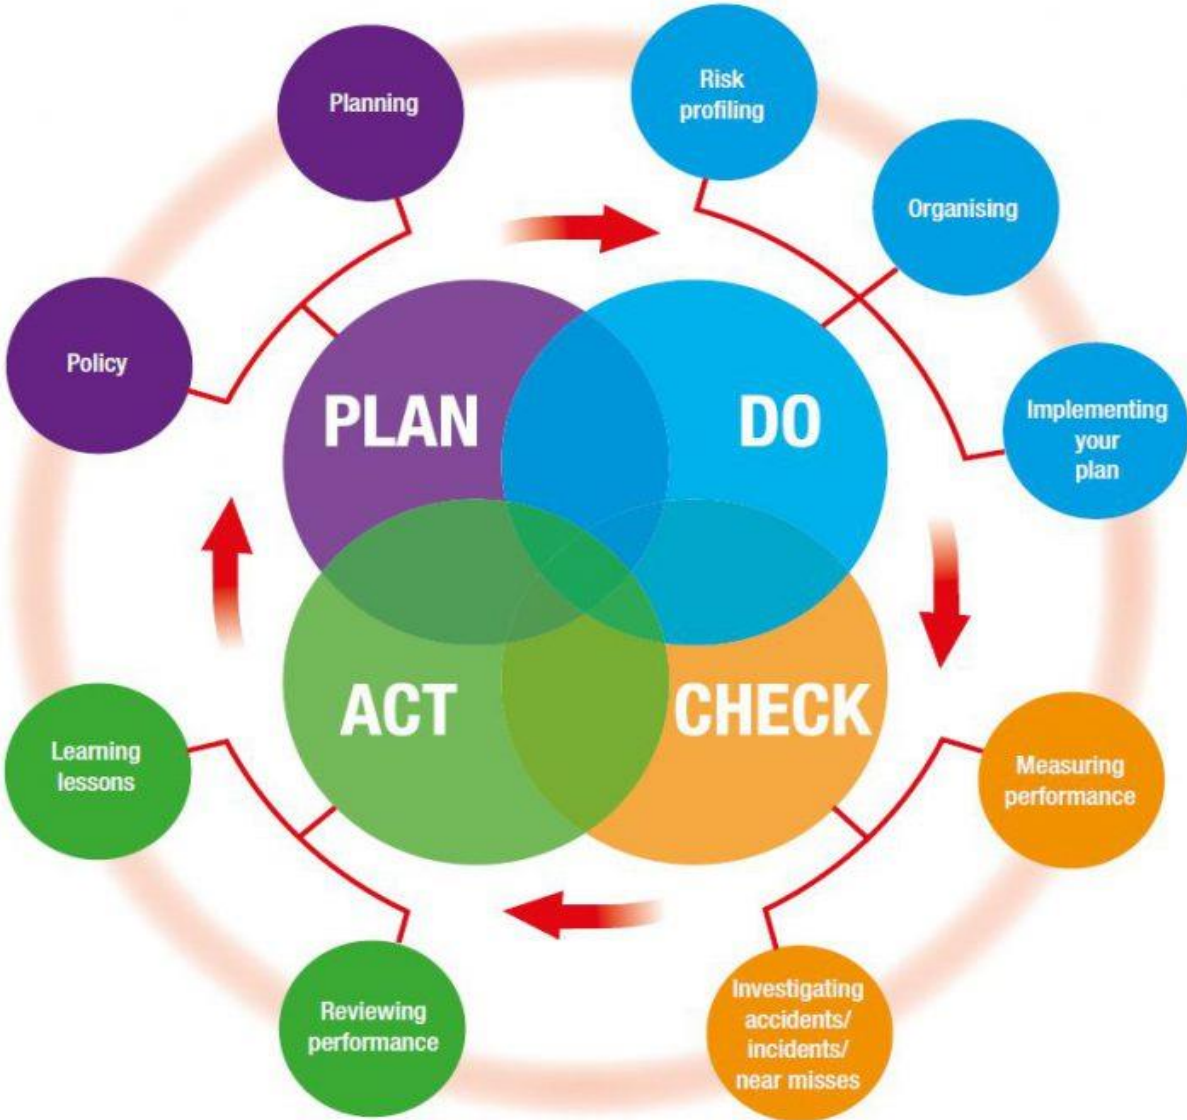 Planning
Risk
profiling
Organising
Policy
Implementing
your
plan
PLAN
DO
ACT
CHECK
Learning
lessons
Measuring
performance
Reviewing
performance
Investigating
accidents/
incidents/
near misses